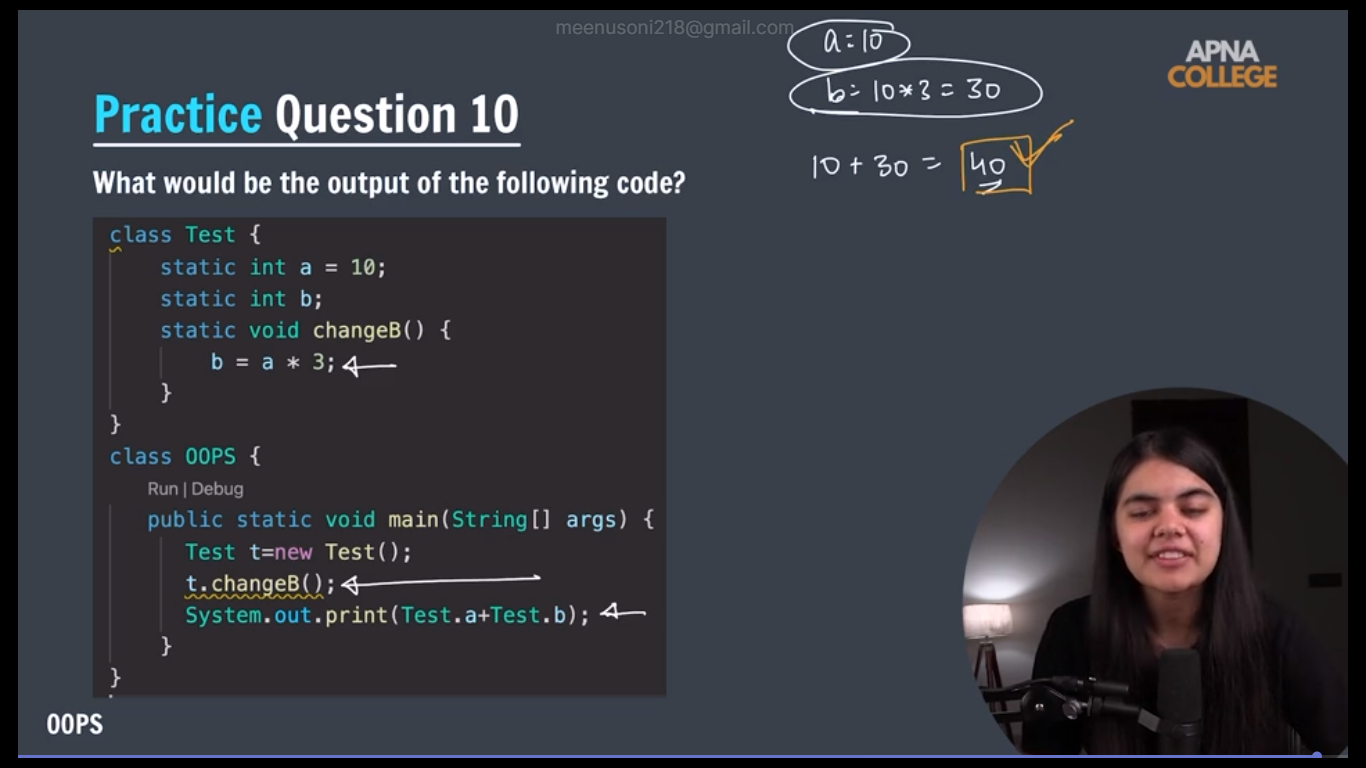 meenusoni218@gmail.com
a = 10
b = 10*3 = 30
10 + 30 = 40
APNA
COLLEGE
Practice Question 10
What would be the output of the following code?
class Test {
static int a = 10;
static int b;
static void changeB() {
b = a * 3;
}
}
class OOPS {
Run | Debug
public static void main(String[] args) {
Test t=new Test();
t.changeB();
System.out.print(Test.a+Test.b);
}
}
OOPS